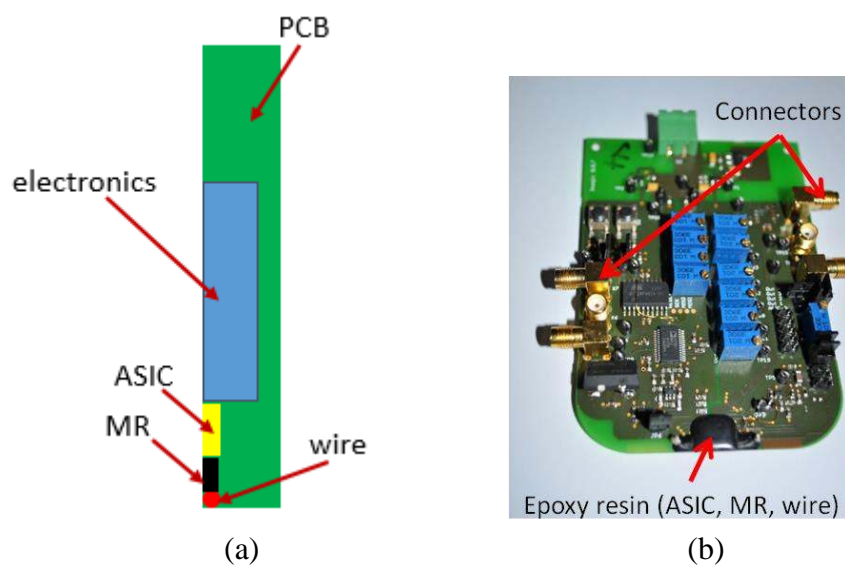 PCB
electronics
ASIC
MR
wire
Connectors
Epoxy resin (ASIC, MR, wire)
(a)
(b)